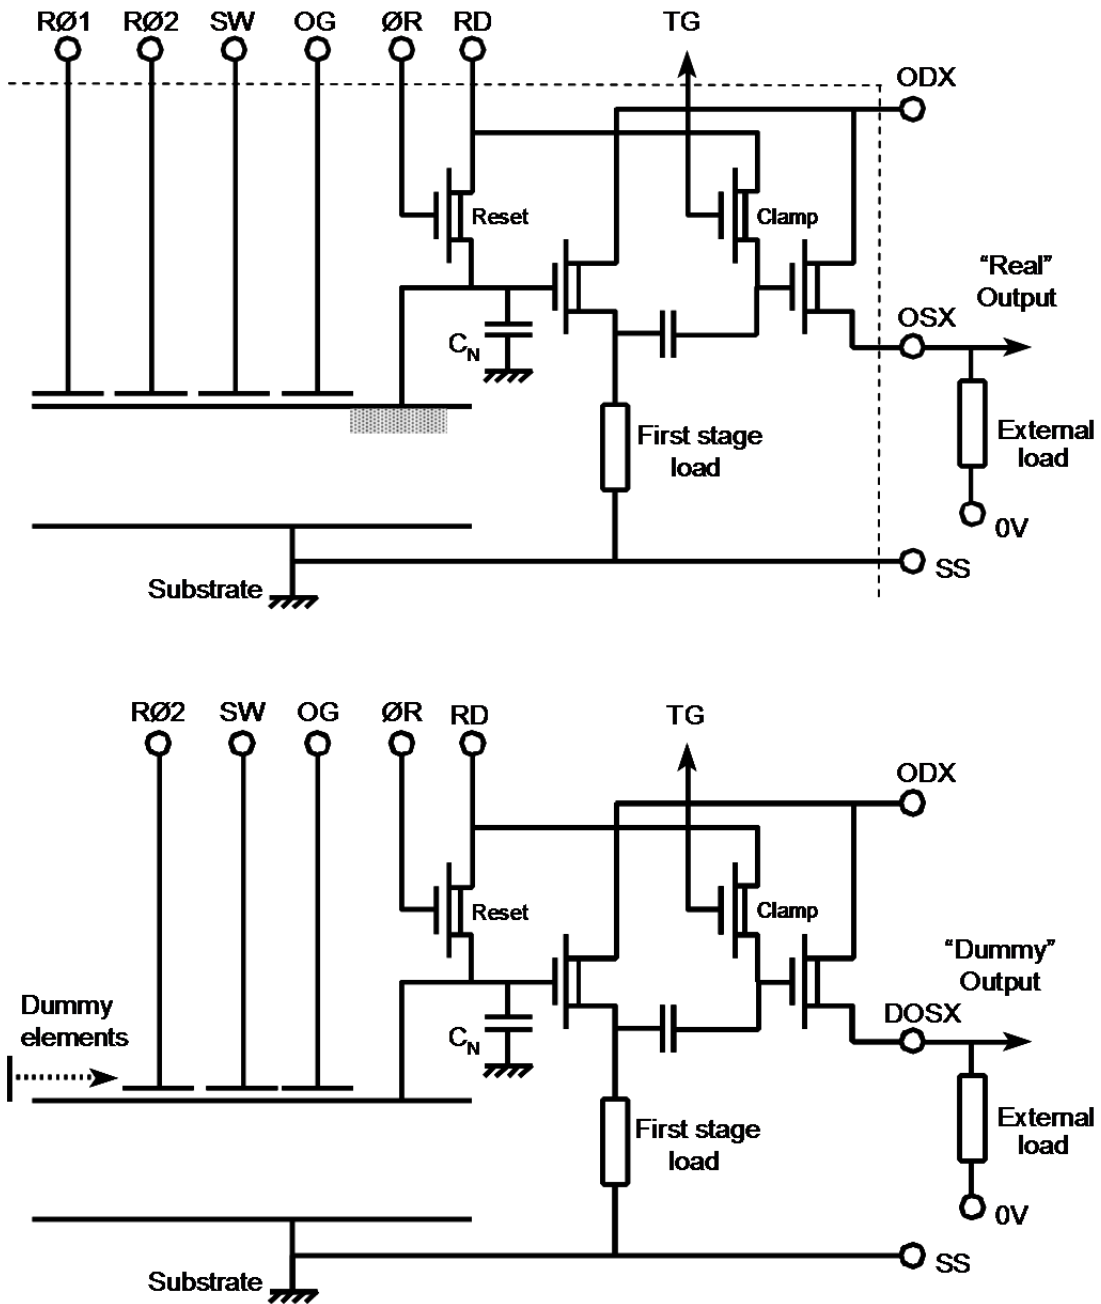 RØ1 RØ2 SW OG ØR RD TG
ODX
Reset Clamp
“Real”
Output
OSX
CN
First stage
load
External
load
0V
SS
Substrate
RØ2 SW OG ØR RD TG
ODX
Reset Clamp
“Dummy”
Output
DOSX
Dummy
elements
CN
First stage
load
External
load
0V
SS
Substrate